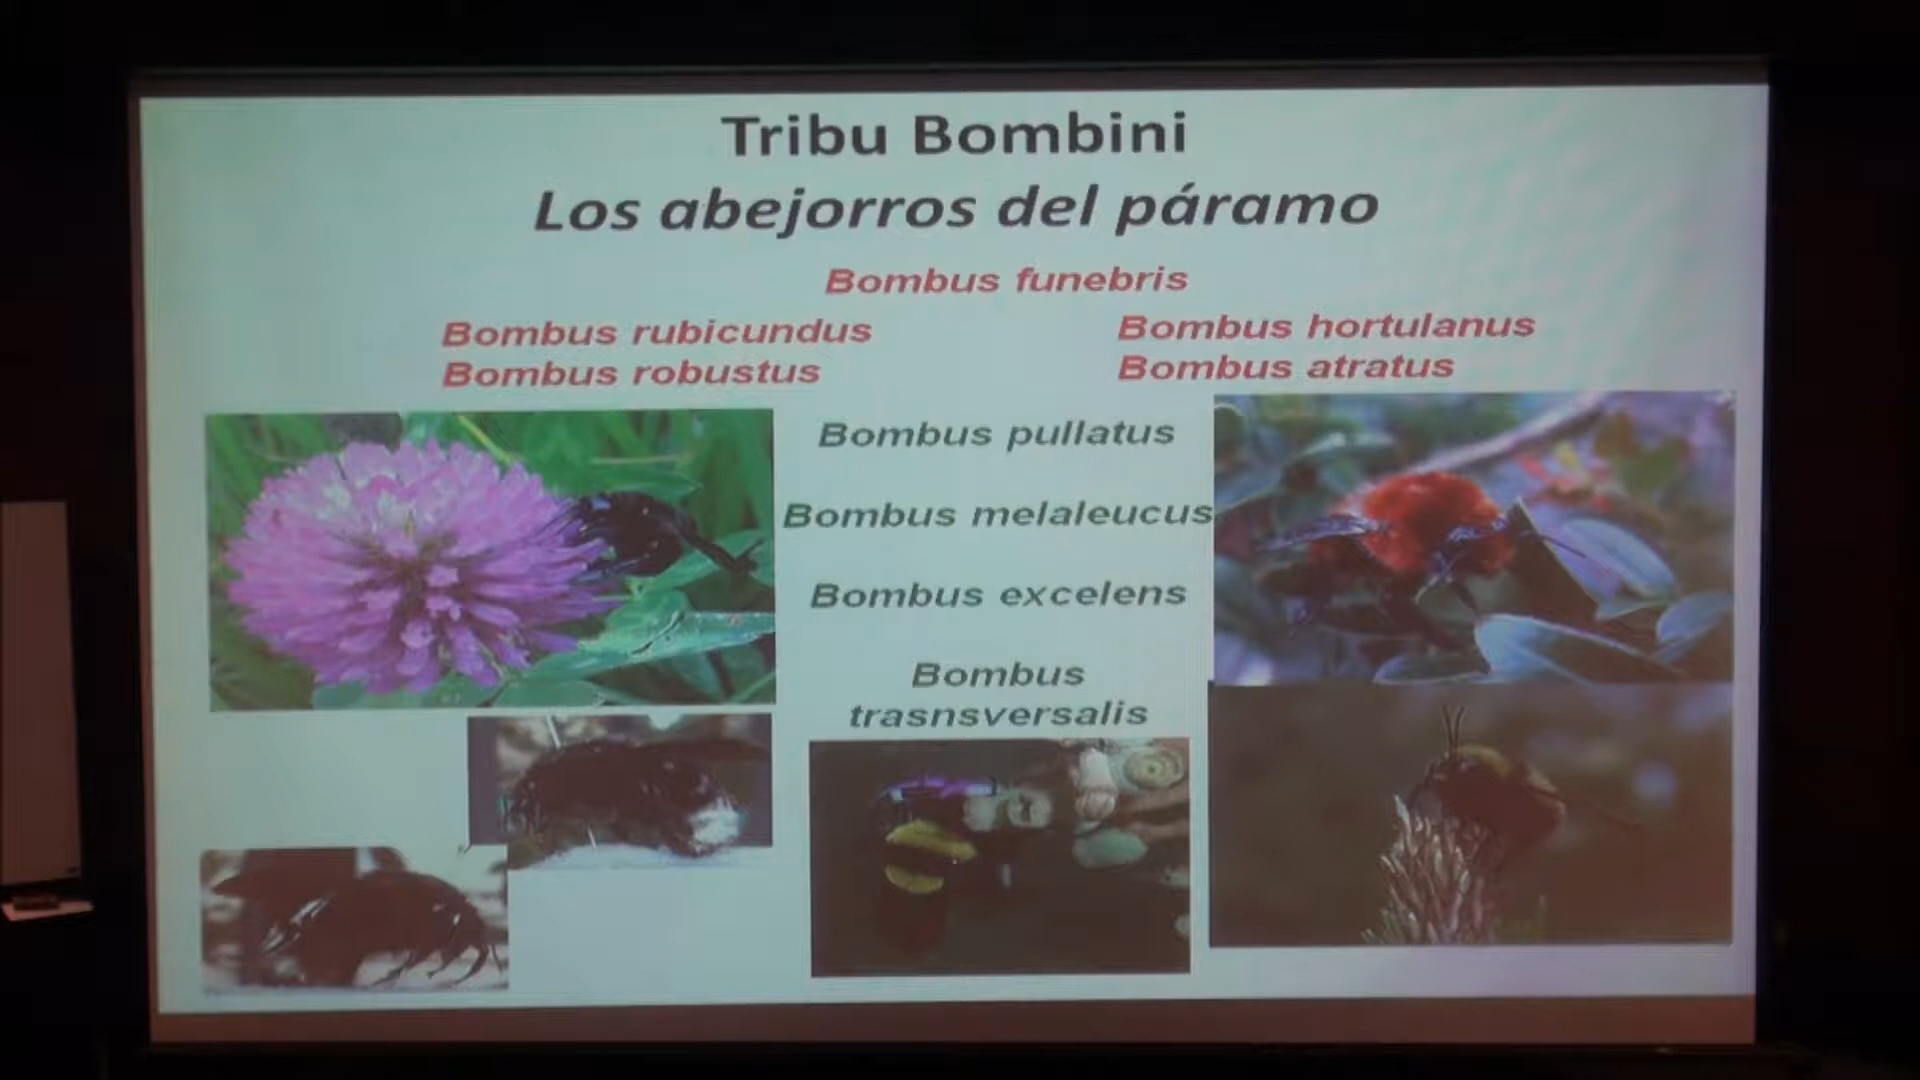 Tribu Bombini
Los abejorros del páramo
Bombus funebris
Bombus rubicundus
Bombus robustus
Bombus hortulanus
Bombus atratus
Bombus pullatus
Bombus melaleucus
Bombus excelens
Bombus
trasnsversalis